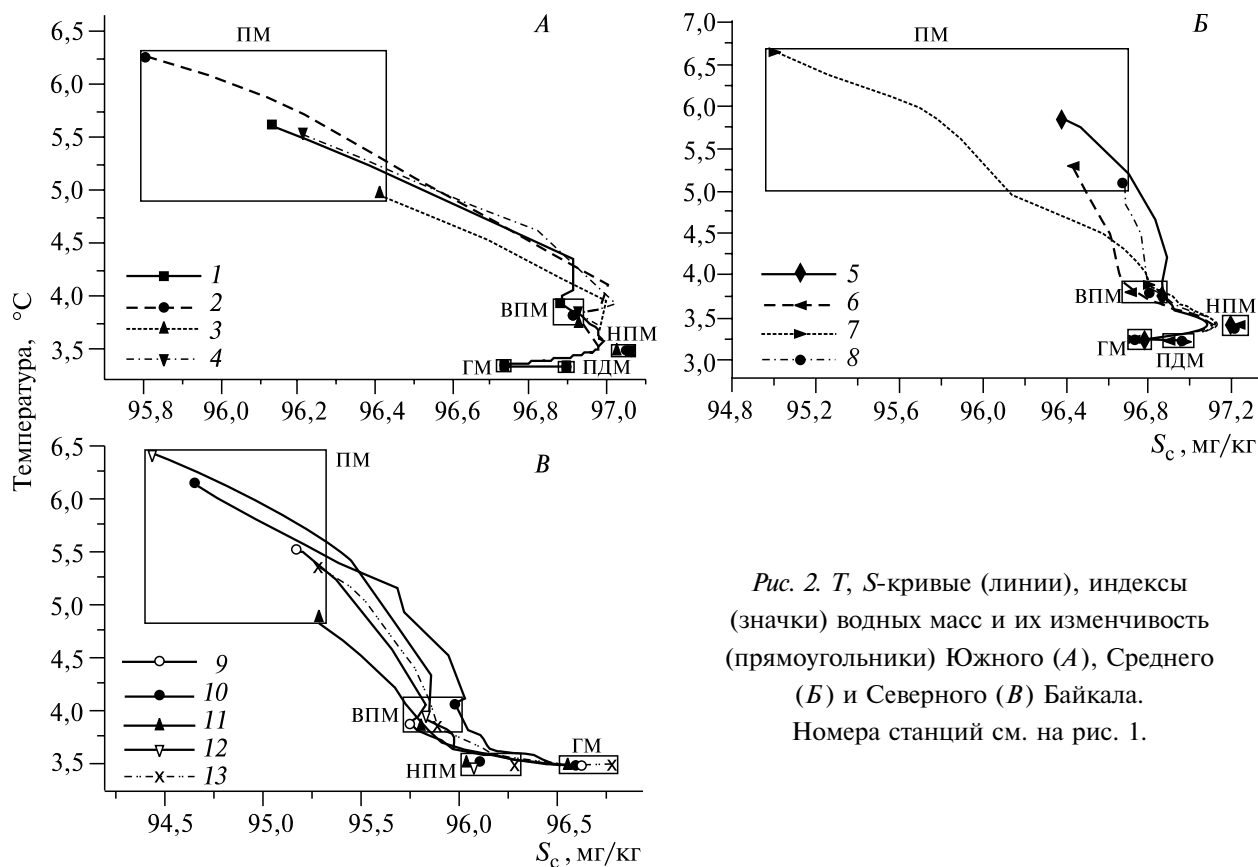 А
6,5
6,0
5,5
5,0
4,5
4,0
3,5
ПМ
ВПМ
НПМ
ГМ
ПДМ
1
2
3
4
95,8
96,0
96,2
96,4
96,6
96,8
97,0
Б
7,0
6,5
6,0
5,5
5,0
4,5
4,0
3,5
3,0
ПМ
ВПМ
НПМ
ГМ
ПДМ
5
6
7
8
94,8
95,2
95,6
96,0
96,4
96,8
97,2
Sс , мг/кг
Температура, °С
В
6,5
6,0
5,5
5,0
4,5
4,0
3,5
ПМ
ВПМ
ГМ
НПМ
9
10
11
12
13
94,5
95,0
95,5
96,0
96,5
Sс , мг/кг
Рис. 2. T, S-кривые (линии), индексы
(значки) водных масс и их изменчивость
(прямоугольники) Южного (А), Среднего
(Б) и Северного (В) Байкала.
Номера станций см. на рис. 1.